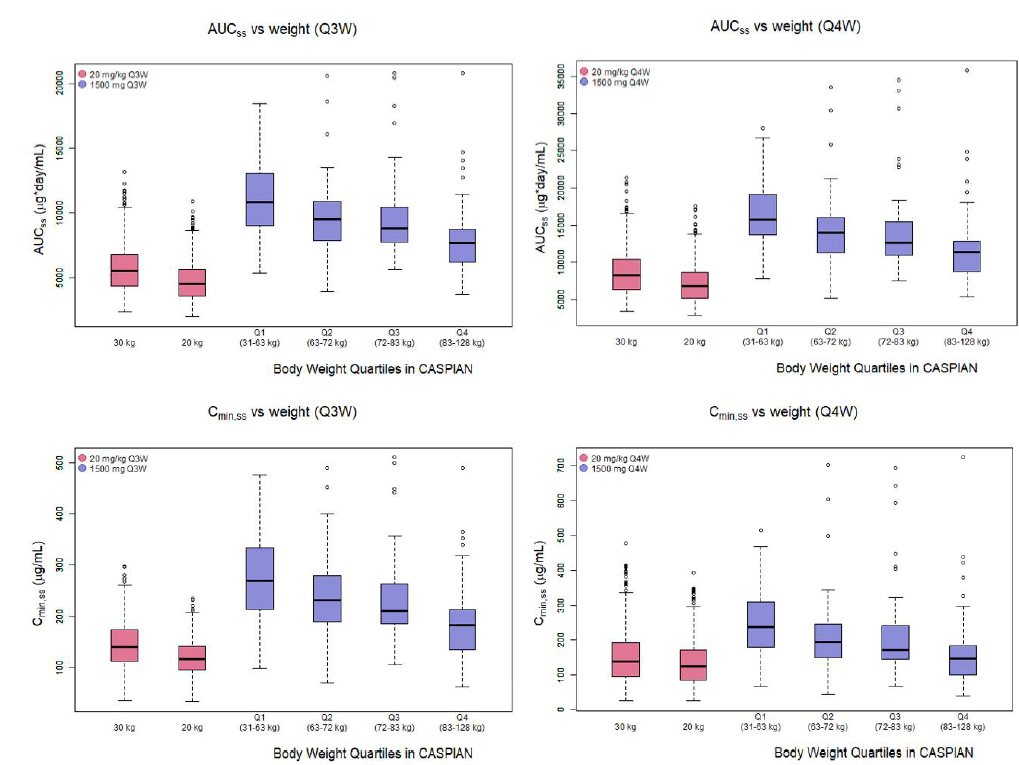 AUCss vs weight (Q3W)
20 mg/kg Q3W
1500 mg Q3W
AUCss (µg*day/mL)
20000
15000
10000
5000
30 kg
20 kg
Q1
(31-63 kg)
Q2
(63-72 kg)
Q3
(72-83 kg)
Q4
(83-128 kg)
Body Weight Quartiles in CASPIAN
AUCss vs weight (Q4W)
20 mg/kg Q4W
1500 mg Q4W
AUCss (µg*day/mL)
35000
30000
25000
20000
15000
10000
5000
30 kg
20 kg
Q1
(31-63 kg)
Q2
(63-72 kg)
Q3
(72-83 kg)
Q4
(83-128 kg)
Body Weight Quartiles in CASPIAN
Cmin,ss vs weight (Q3W)
20 mg/kg Q3W
1500 mg Q3W
Cmin,ss (µg/mL)
500
400
300
200
100
30 kg
20 kg
Q1
(31-63 kg)
Q2
(63-72 kg)
Q3
(72-83 kg)
Q4
(83-128 kg)
Body Weight Quartiles in CASPIAN
Cmin,ss vs weight (Q4W)
20 mg/kg Q4W
1500 mg Q4W
Cmin,ss (µg/mL)
700
600
500
400
300
200
100
0
30 kg
20 kg
Q1
(31-63 kg)
Q2
(63-72 kg)
Q3
(72-83 kg)
Q4
(83-128 kg)
Body Weight Quartiles in CASPIAN